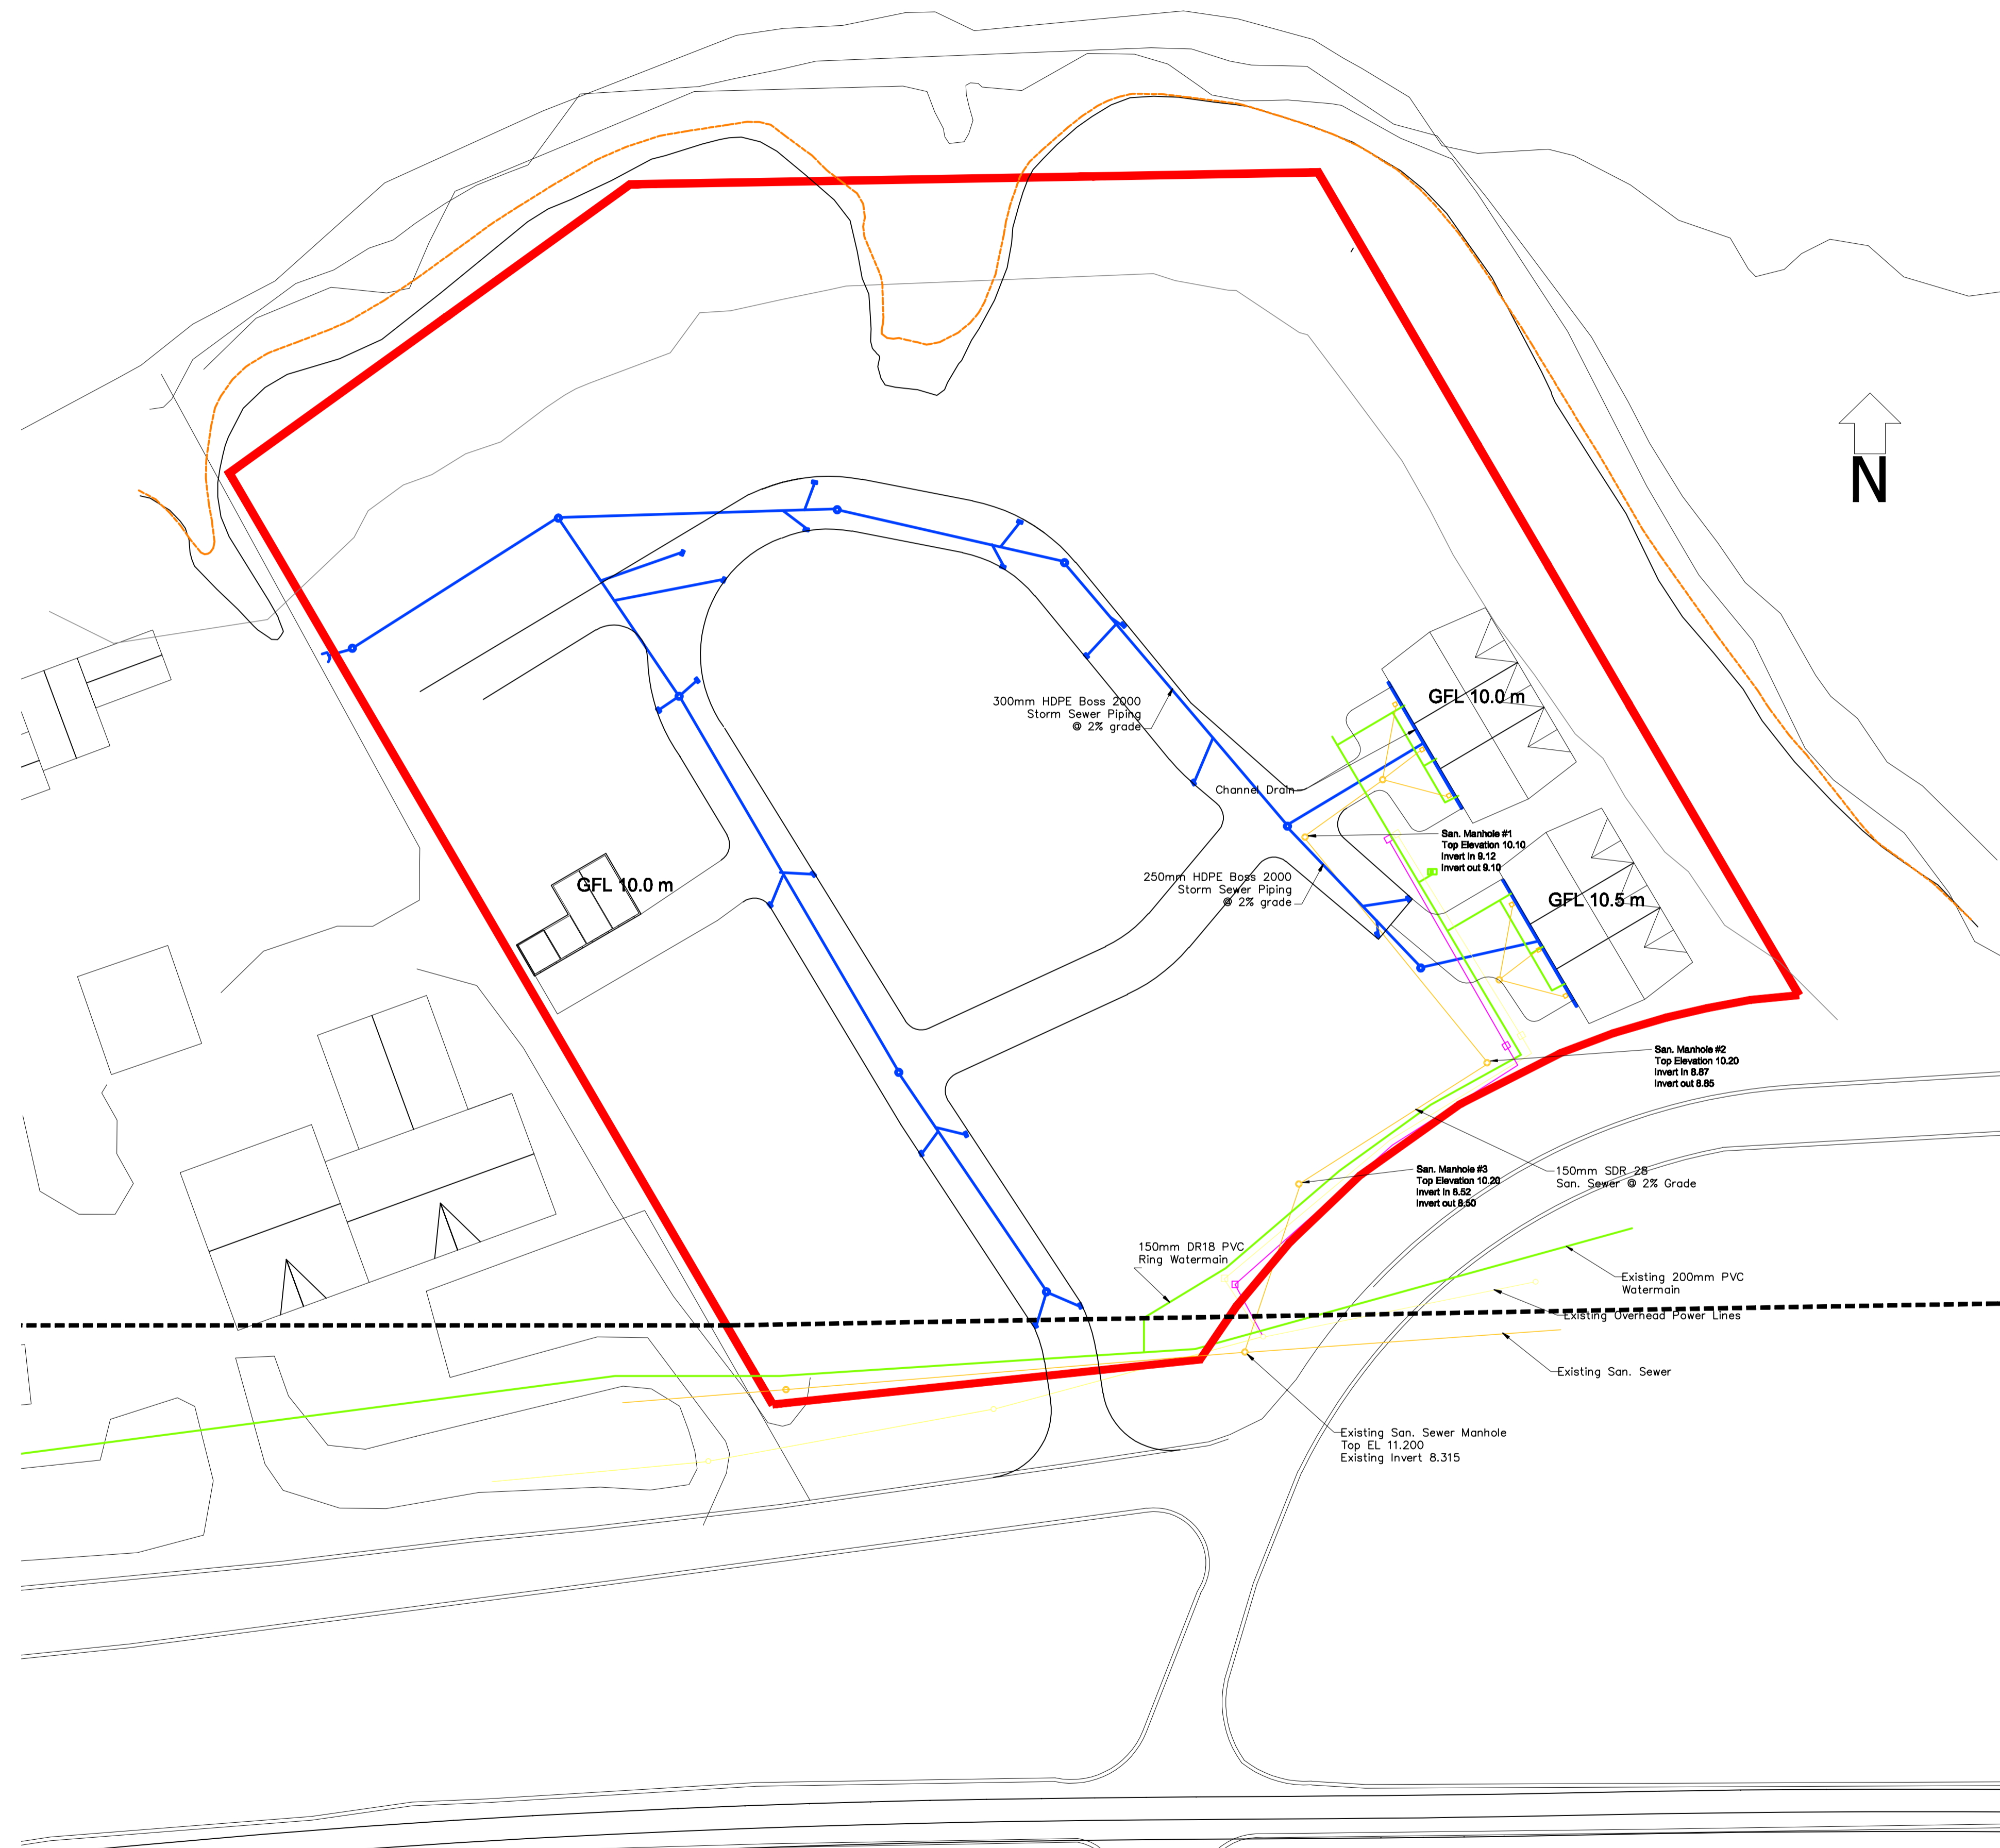 N
GFL 10.0 m
300mm HDPE Boss 2000
Storm Sewer Piping
@ 2% grade
Channel Drain
San. Manhole #1
Top Elevation 10.10
Invert in 9.12
Invert out 9.10
250mm HDPE Boss 2000
Storm Sewer Piping
@ 2% grade
GFL 10.0 m
GFL 10.5 m
San. Manhole #2
Top Elevation 10.20
Invert in 8.87
Invert out 8.85
San. Manhole #3
Top Elevation 10.20
Invert in 8.52
Invert out 8.50
150mm SDR 28
San. Sewer @ 2% Grade
150mm DR18 PVC
Ring Watermain
Existing 200mm PVC
Watermain
Existing Overhead Power Lines
Existing San. Sewer
Existing San. Sewer Manhole
Top EL 11.200
Existing Invert 8.315